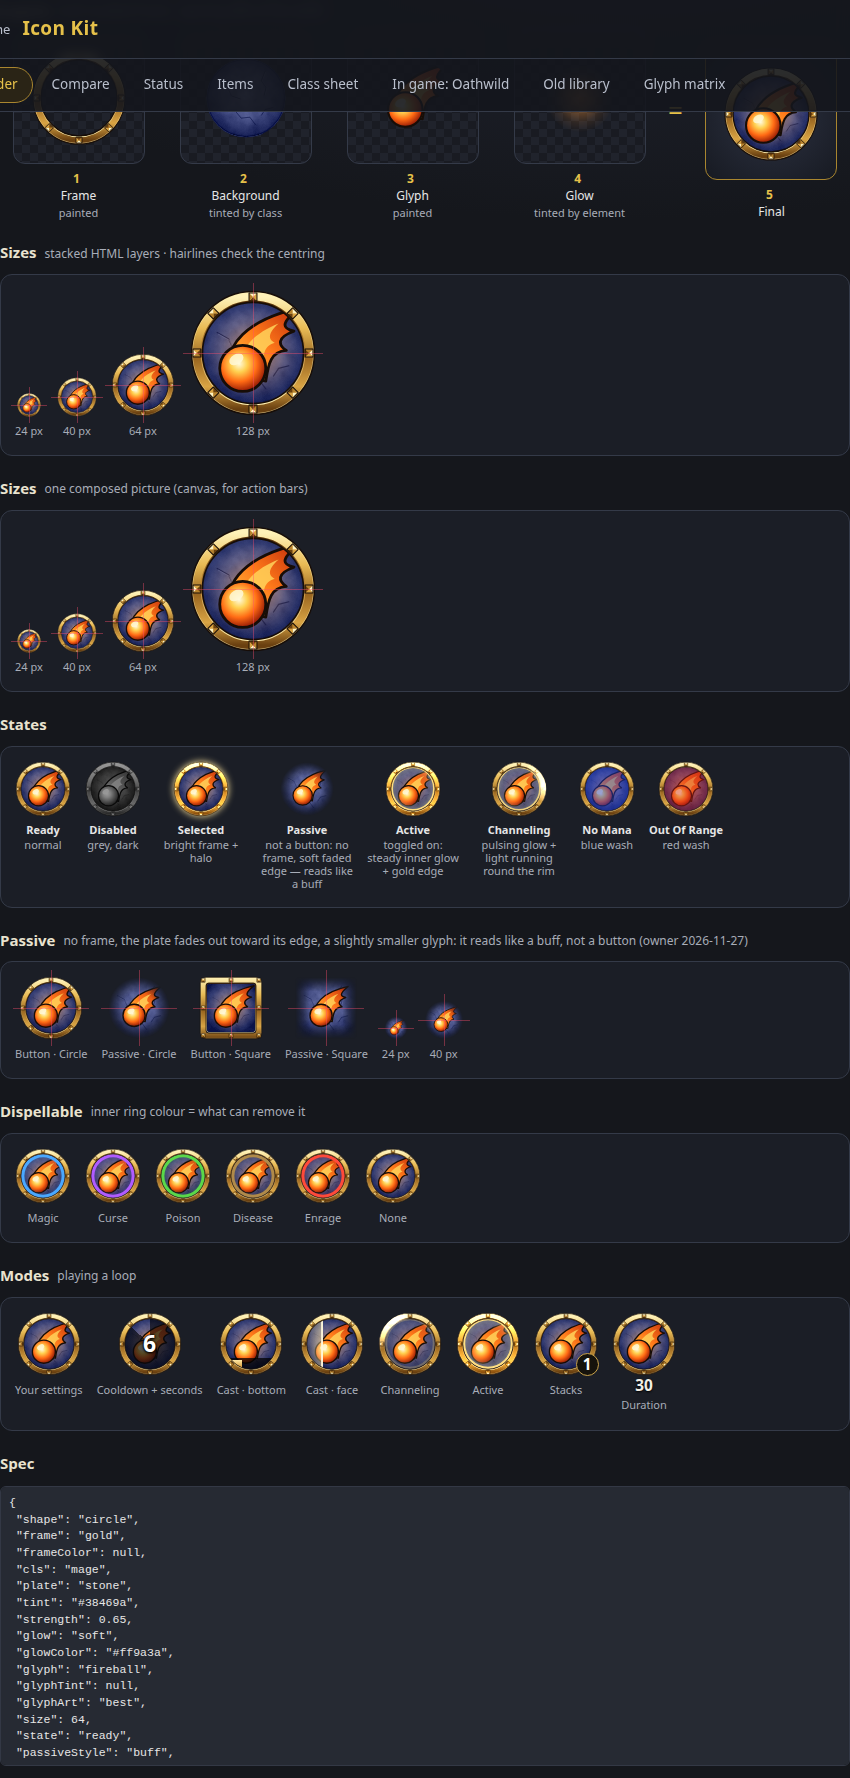 me Icon Kit
der Compare Status Items Class sheet In game: Oathwild Old library Glyph matrix
=
1
Frame
painted
2
Background
tinted by class
3
Glyph
painted
4
Glow
tinted by element
5
Final
Sizes stacked HTML layers · hairlines check the centring
24 px 40 px 64 px 128 px
Sizes one composed picture (canvas, for action bars)
24 px 40 px 64 px 128 px
States
Ready
normal
Disabled
grey, dark
Selected
bright frame +
halo
Passive
not a button: no
frame, soft faded
edge — reads like
a buff
Active
toggled on:
steady inner glow
+ gold edge
Channeling
pulsing glow +
light running
round the rim
No Mana
blue wash
Out Of Range
red wash
Passive no frame, the plate fades out toward its edge, a slightly smaller glyph: it reads like a buff, not a button (owner 2026-11-27)
Button · Circle Passive · Circle Button · Square Passive · Square 24 px 40 px
Dispellable inner ring colour = what can remove it
Magic Curse Poison Disease Enrage None
Modes playing a loop
6
1
30
Your settings Cooldown + seconds Cast · bottom Cast · face Channeling Active Stacks Duration
Spec
{
"shape": "circle",
"frame": "gold",
"frameColor": null,
"cls": "mage",
"plate": "stone",
"tint": "#38469a",
"strength": 0.65,
"glow": "soft",
"glowColor": "#ff9a3a",
"glyph": "fireball",
"glyphTint": null,
"glyphArt": "best",
"size": 64,
"state": "ready",
"passiveStyle": "buff",